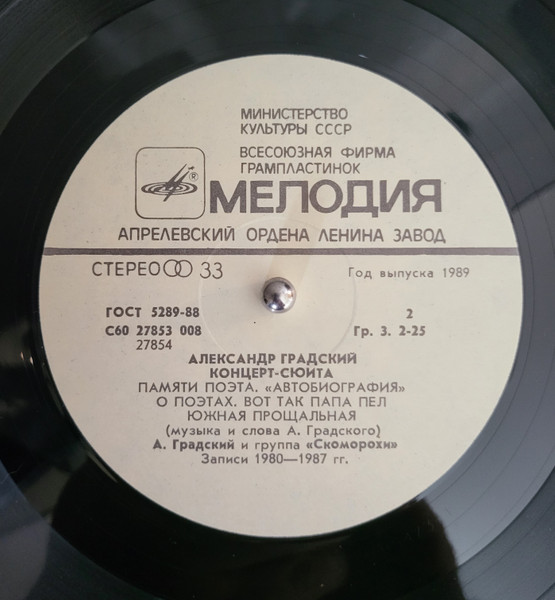 МИНИСТЕРСТВО
КУЛЬТУРЫ СССР
ВСЕСОЮЗНАЯ ФИРМА
ГРАМПЛАСТИНОК
® МЕЛОДИЯ
АПРЕЛЕВСКИЙ ОРДЕНА ЛЕНИНА ЗАВОД
СТЕРЕО 33 Год выпуска 1989
ГОСТ 5289-88 2
С60 27853 008 Гр. 3. 2-25
27854
АЛЕКСАНДР ГРАДСКИЙ
КОНЦЕРТ-СЮИТА
ПАМЯТИ ПОЭТА. «АВТОБИОГРАФИЯ»
О ПОЭТАХ. ВОТ ТАК ПАПА ПЕЛ
ЮЖНАЯ ПРОЩАЛЬНАЯ
(музыка и слова А. Градского)
А. Градский и группа «Скоморохи»
Записи 1980—1987 гг.